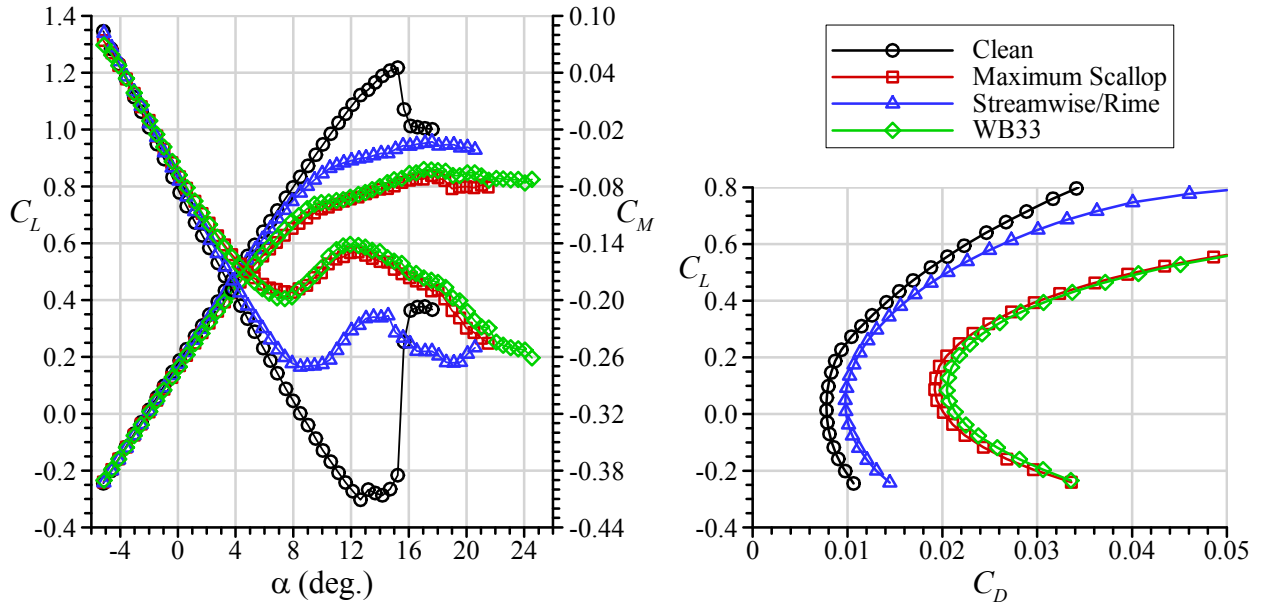 1.4
1.2
1.0
0.8
0.6
0.4
0.2
0.0
-0.2
-0.4
C_L
-4 0 4 8 12 16 20 24
α (deg.)
0.10
0.04
-0.02
-0.08
-0.14
-0.20
-0.26
-0.32
-0.38
-0.44
C_M
Clean
Maximum Scallop
Streamwise/Rime
WB33
0.8
0.6
0.4
0.2
0.0
-0.2
-0.4
C_L
0 0.01 0.02 0.03 0.04 0.05
C_D